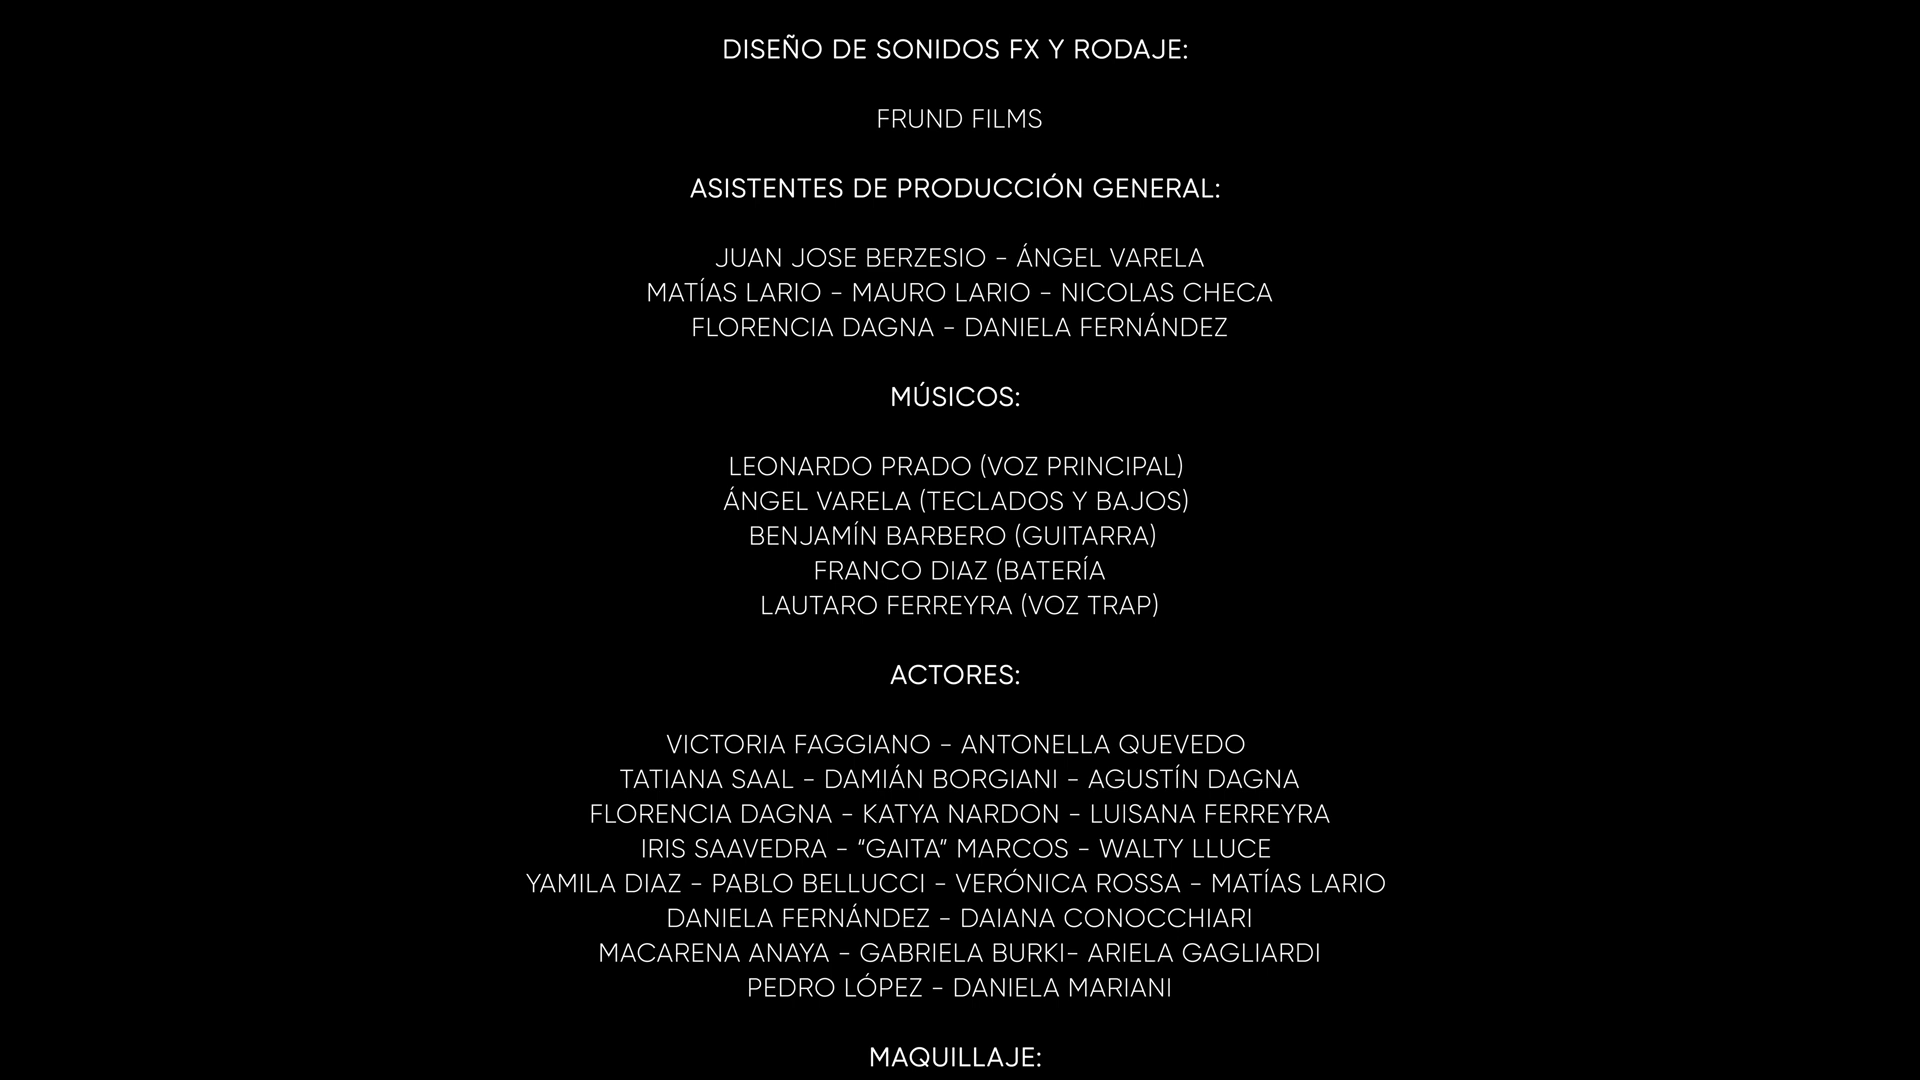 DISEÑO DE SONIDOS FX Y RODAJE:
FRUND FILMS
ASISTENTES DE PRODUCCIÓN GENERAL:
JUAN JOSE BERZESIO - ÁNGEL VARELA
MATÍAS LARIO - MAURO LARIO - NICOLAS CHECA
FLORENCIA DAGNA - DANIELA FERNÁNDEZ
MÚSICOS:
LEONARDO PRADO (VOZ PRINCIPAL)
ÁNGEL VARELA (TECLADOS Y BAJOS)
BENJAMÍN BARBERO (GUITARRA)
FRANCO DIAZ (BATERÍA
LAUTARO FERREYRA (VOZ TRAP)
ACTORES:
VICTORIA FAGGIANO - ANTONELLA QUEVEDO
TATIANA SAAL - DAMIÁN BORGIANI - AGUSTÍN DAGNA
FLORENCIA DAGNA - KATYA NARDON - LUISANA FERREYRA
IRIS SAAVEDRA - “GAITA” MARCOS - WALTY LLUCE
YAMILA DIAZ - PABLO BELLUCCI - VERÓNICA ROSSA - MATÍAS LARIO
DANIELA FERNÁNDEZ - DAIANA CONOCCHIARI
MACARENA ANAYA - GABRIELA BURKI- ARIELA GAGLIARDI
PEDRO LÓPEZ - DANIELA MARIANI
MAQUILLAJE: